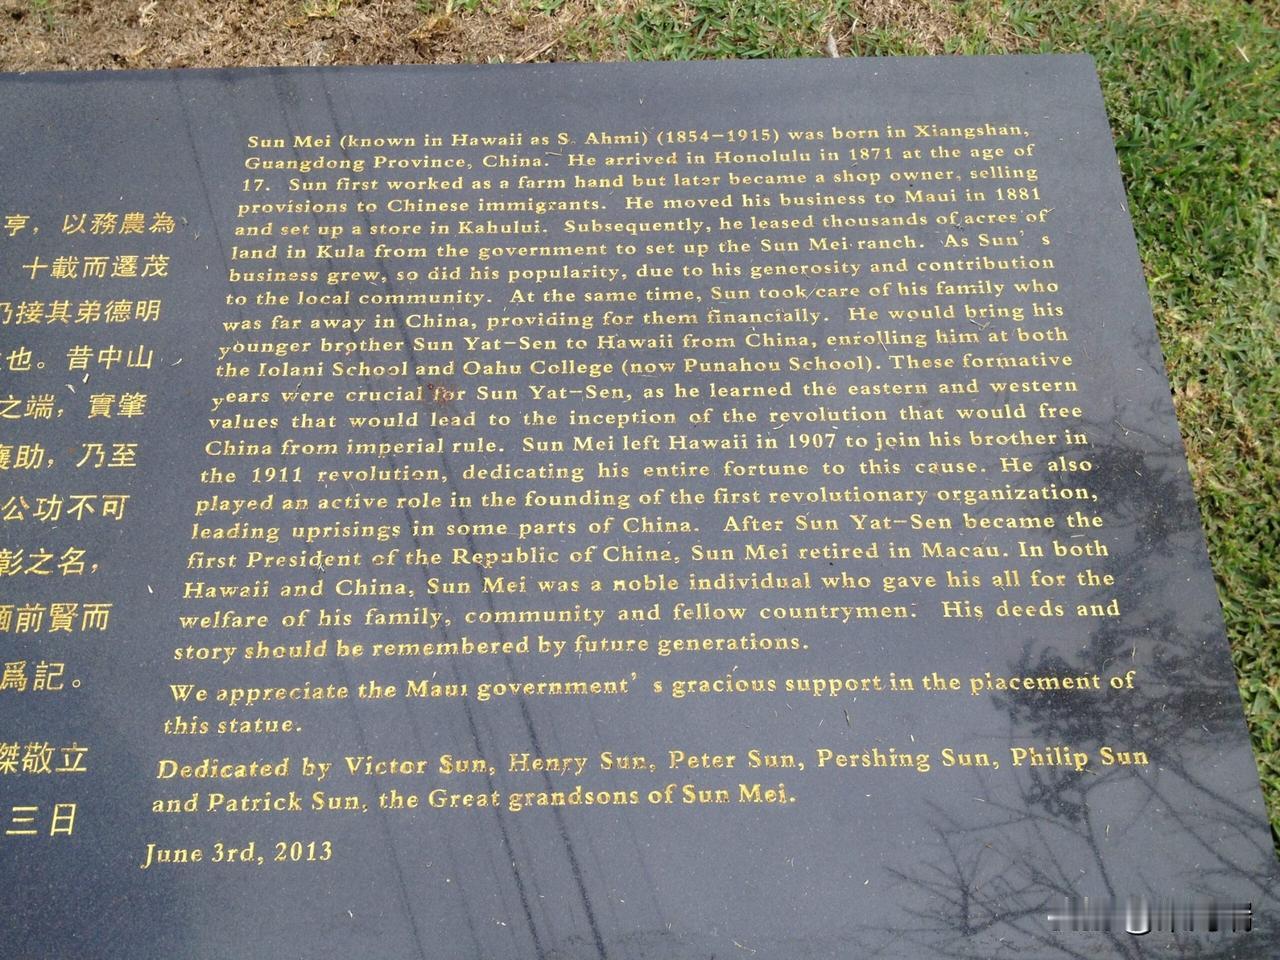 亨，以務農為
十載而遷茂
乃接其弟德明
也。昔中山
之端，實肇
襄助，乃至
公功不可
彰之名，
緬前賢而
爲記。
傑敬立
三日
Sun Mei (known in Hawaii as S. Ahmi) (1854-1915) was born in Xiangshan,
Guangdong Province, China. He arrived in Honolulu in 1871 at the age of
17. Sun first worked as a farm hand but later became a shop owner, selling
provisions to Chinese immigrants. He moved his business to Maui in 1881
and set up a store in Kahului. Subsequently, he leased thousands of acres of
land in Kula from the government to set up the Sun Mei ranch. As Sun's
business grew, so did his popularity, due to his generosity and contribution
to the local community. At the same time, Sun took care of his family who
was far away in China, providing for them financially. He would bring his
younger brother Sun Yat-Sen to Hawaii from China, enrolling him at both
the Iolani School and Oahu College (now Punahou School). These formative
years were crucial for Sun Yat-Sen, as he learned the eastern and western
values that would lead to the inception of the revolution that would free
China from imperial rule. Sun Mei left Hawaii in 1907 to join his brother in
the 1911 revolution, dedicating his entire fortune to this cause. He also
played an active role in the founding of the first revolutionary organization,
leading uprisings in some parts of China. After Sun Yat-Sen became the
first President of the Republic of China, Sun Mei retired in Macau. In both
Hawaii and China, Sun Mei was a noble individual who gave his all for the
welfare of his family, community and fellow countrymen. His deeds and
story should be remembered by future generations.
We appreciate the Maui government's gracious support in the placement of
this statue.
Dedicated by Victor Sun, Henry Sun, Peter Sun, Pershing Sun, Philip Sun
and Patrick Sun, the Great grandsons of Sun Mei.
June 3rd, 2013